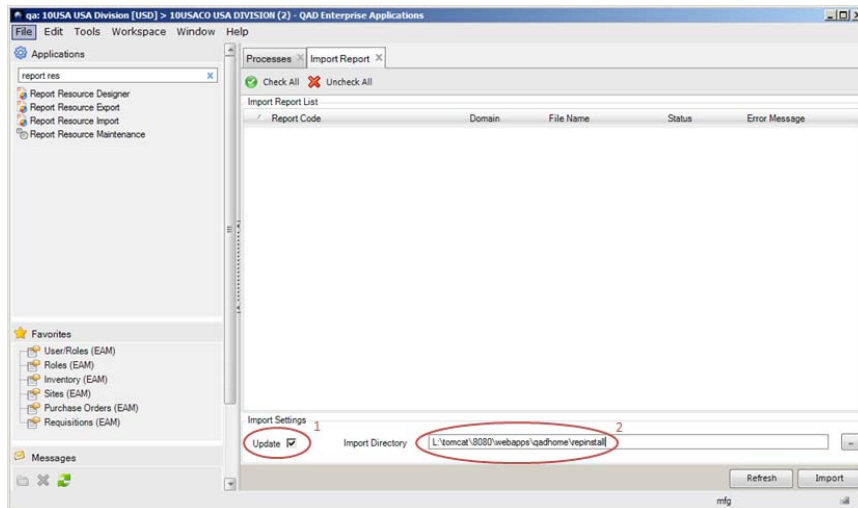 qa: 10USA USA Division [USD] > 10USACO USA DIVISION (2) - QAD Enterprise Applications
File Edit Tools Workspace Window Help
Applications
report res
Report Resource Designer
Report Resource Export
Report Resource Import
Report Resource Maintenance
Favorites
User/Roles (EAM)
Roles (EAM)
Inventory (EAM)
Sites (EAM)
Purchase Orders (EAM)
Requisitions (EAM)
Messages
Processes Import Report
Check All Uncheck All
Import Report List
Report Code Domain File Name Status Error Message
Import Settings
1 2
Update Import Directory L:\tomcat\8080\webapps\qadhome\repinstall ...
Refresh Import
mfg